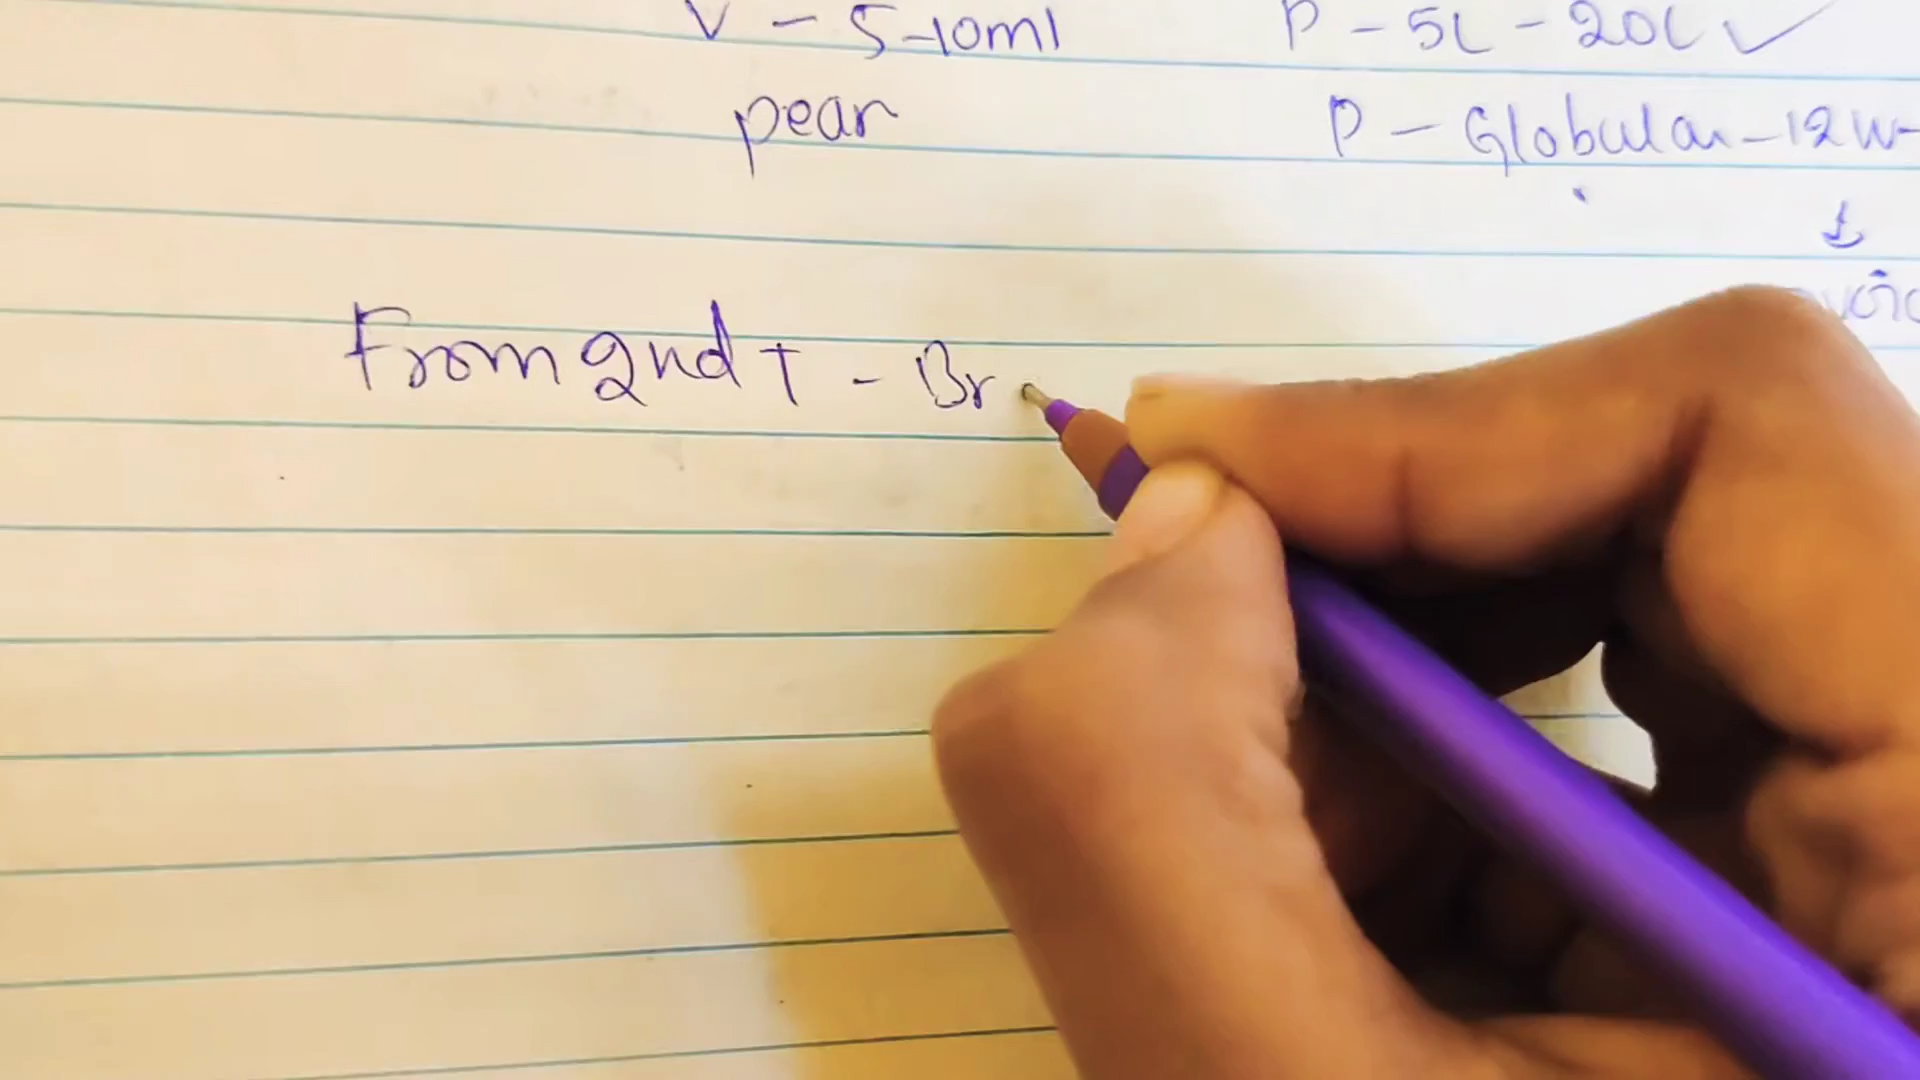 V - 5-10ml P - 5L - 20L
pear P - Globular - 12w
From 2nd T - Br